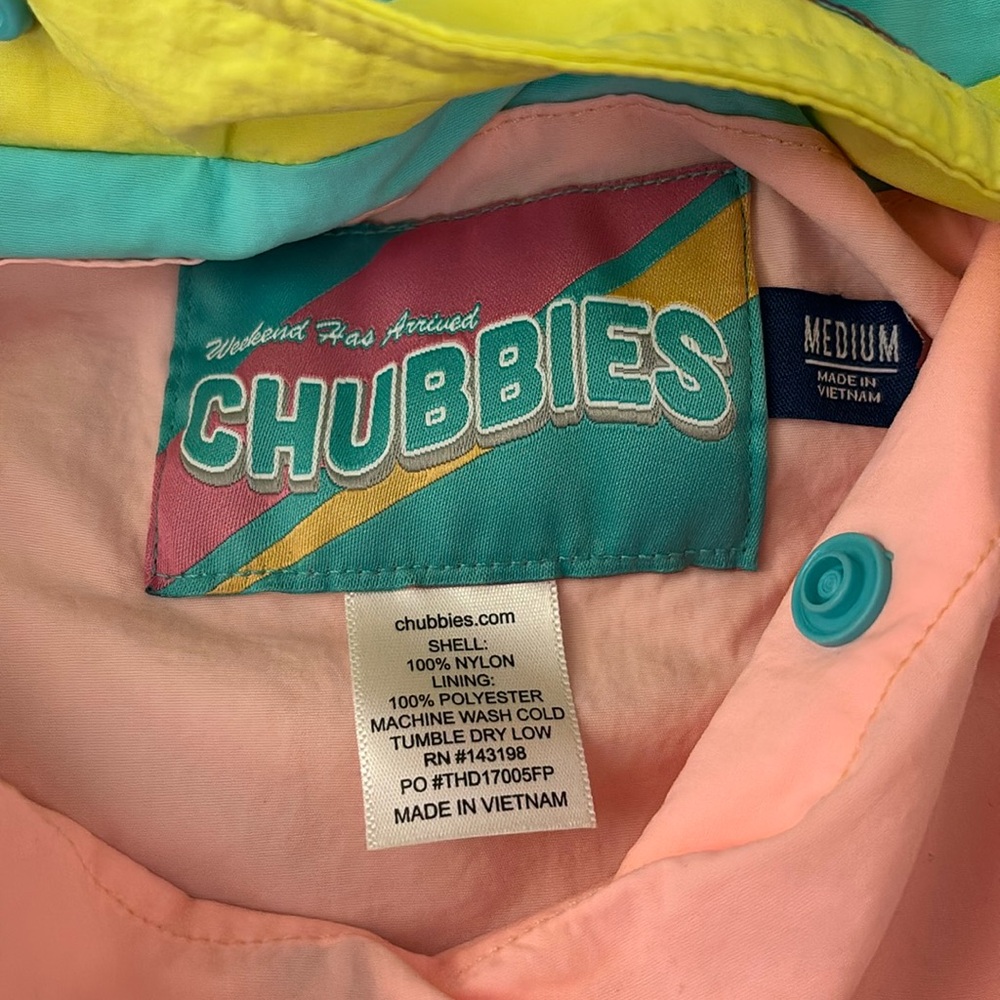 Weekend Has Arrived
CHUBBIES
MEDIUM
MADE IN
VIETNAM
chubbies.com
SHELL:
100% NYLON
LINING:
100% POLYESTER
MACHINE WASH COLD
TUMBLE DRY LOW
RN #143198
PO #THD17005FP
MADE IN VIETNAM